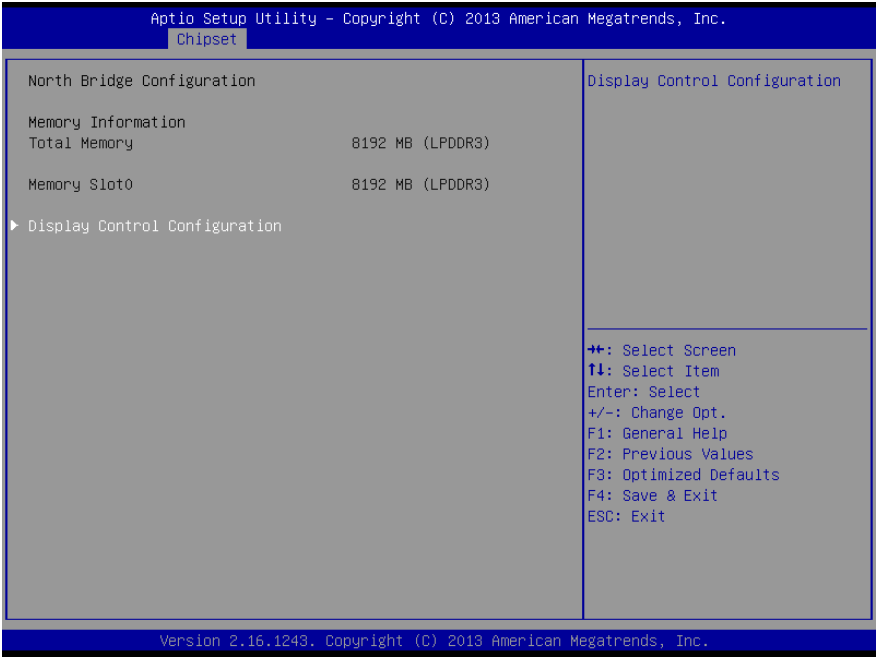 Aptio Setup Utility – Copyright (C) 2013 American Megatrends, Inc.
Chipset
North Bridge Configuration
Memory Information
Total Memory 8192 MB (LPDDR3)
Memory Slot0 8192 MB (LPDDR3)
► Display Control Configuration
Display Control Configuration
→←: Select Screen
↑↓: Select Item
Enter: Select
+/-: Change Opt.
F1: General Help
F2: Previous Values
F3: Optimized Defaults
F4: Save & Exit
ESC: Exit
Version 2.16.1243. Copyright (C) 2013 American Megatrends, Inc.